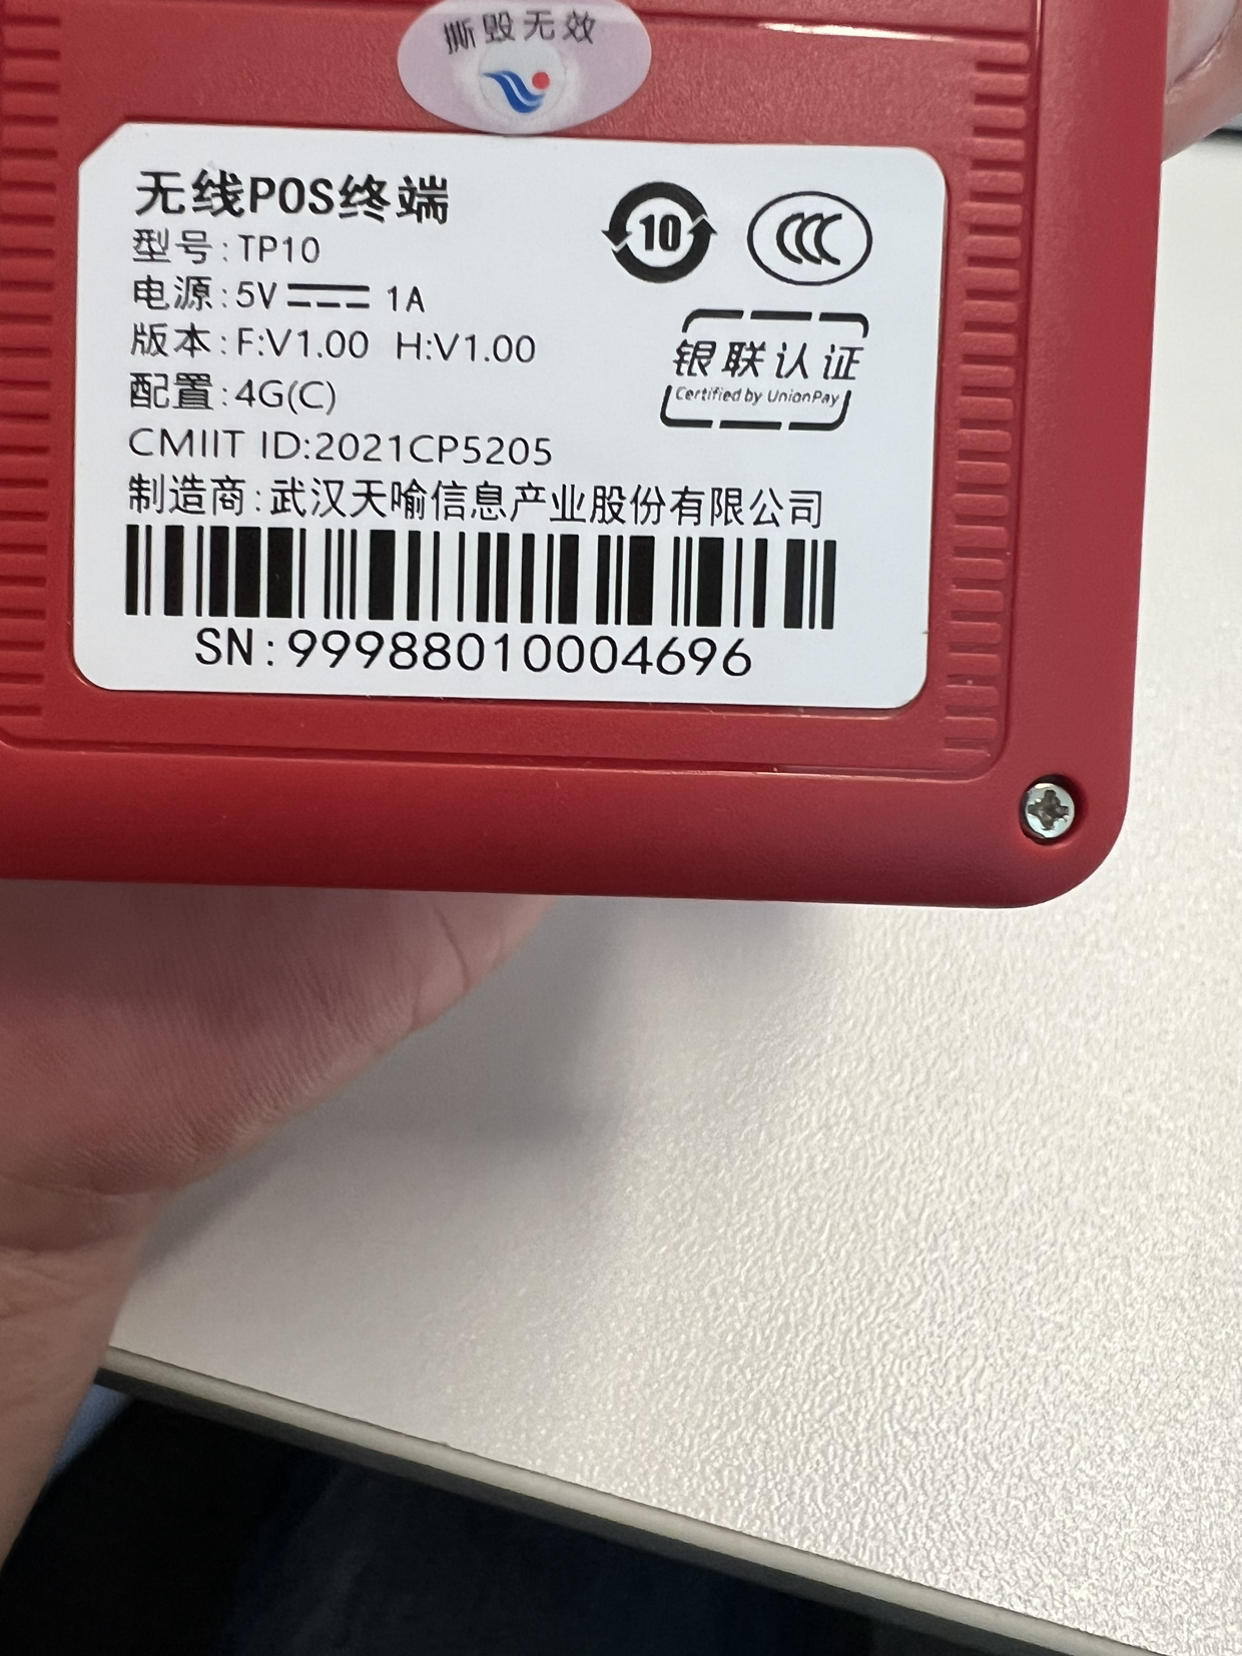 撕毁无效
无线POS终端
型号:TP10
电源:5V 1A
版本:F:V1.00 H:V1.00
配置:4G(C)
CMIIT ID:2021CP5205
制造商:武汉天喻信息产业股份有限公司
SN:99988010004696
10
CCC
银联认证
Certified by UnionPay